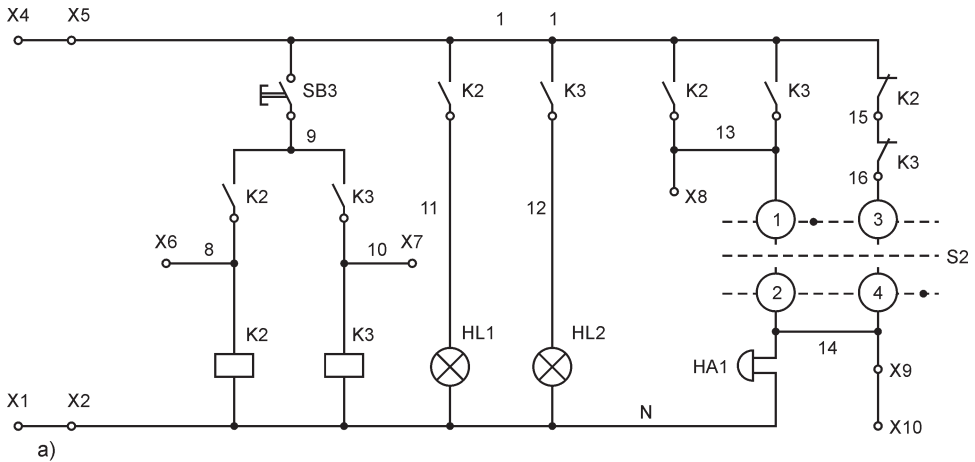 X4 X5 1 1
SB3 K2 K3 K2 K3 K2
15
9 13 K3
16
K2 K3 X8
11 12
1 3
X6 8 10 X7
S2
2 4
K2 K3 HL1 HL2
14
HA1 X9
X1 X2 N X10
a)